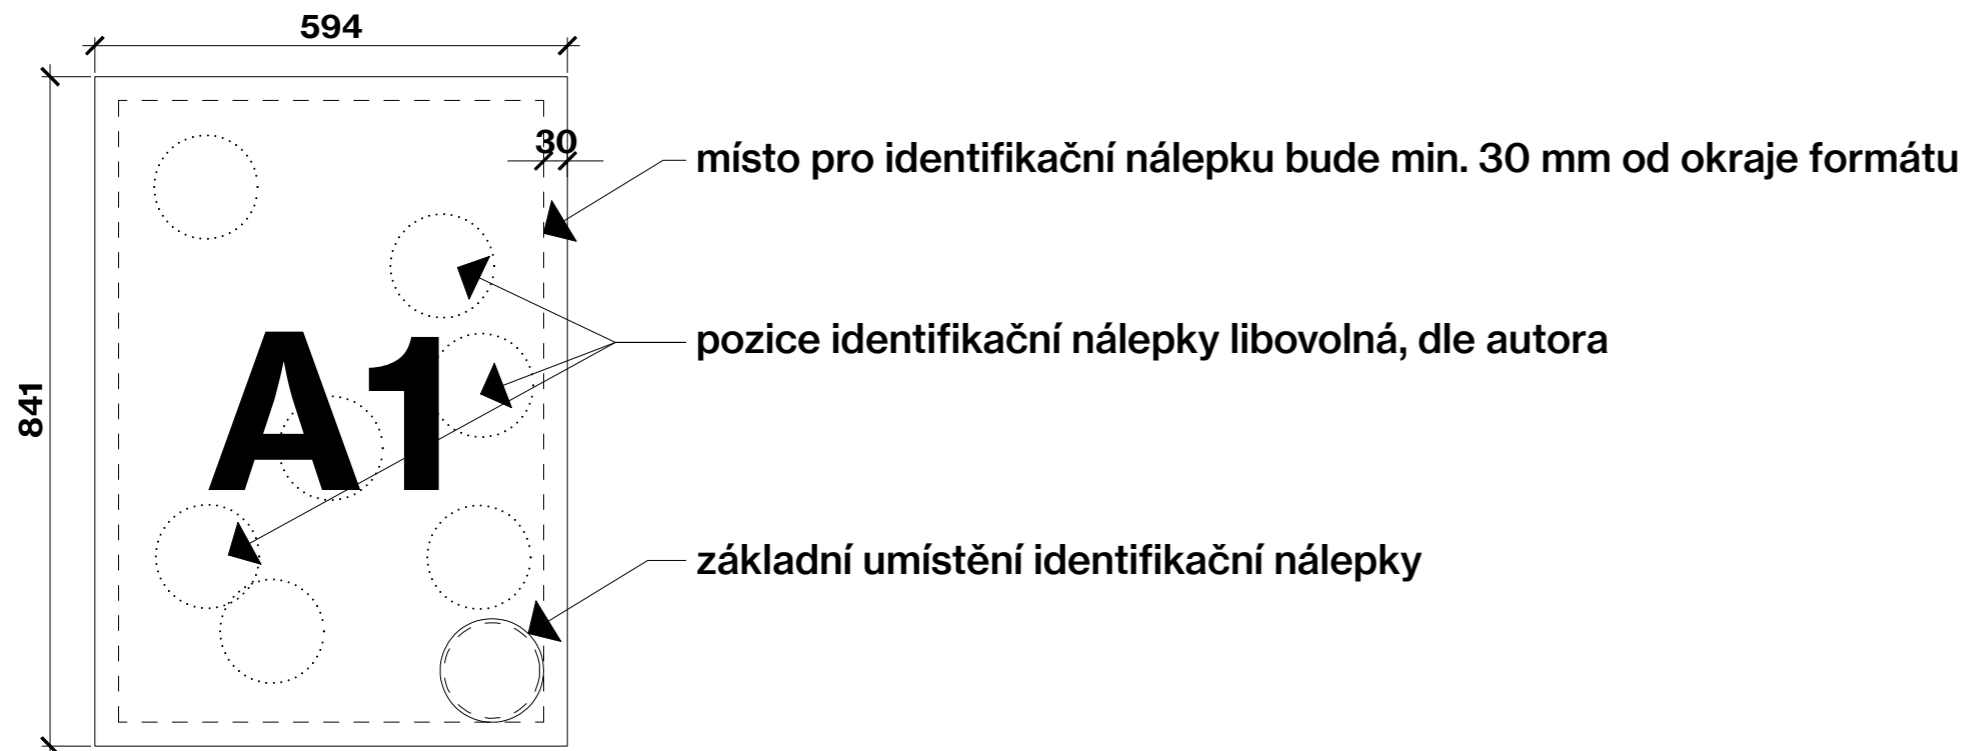 594
30
místo pro identifikační nálepku bude min. 30 mm od okraje formátu
pozice identifikační nálepky libovolná, dle autora
A1
841
základní umístění identifikační nálepky